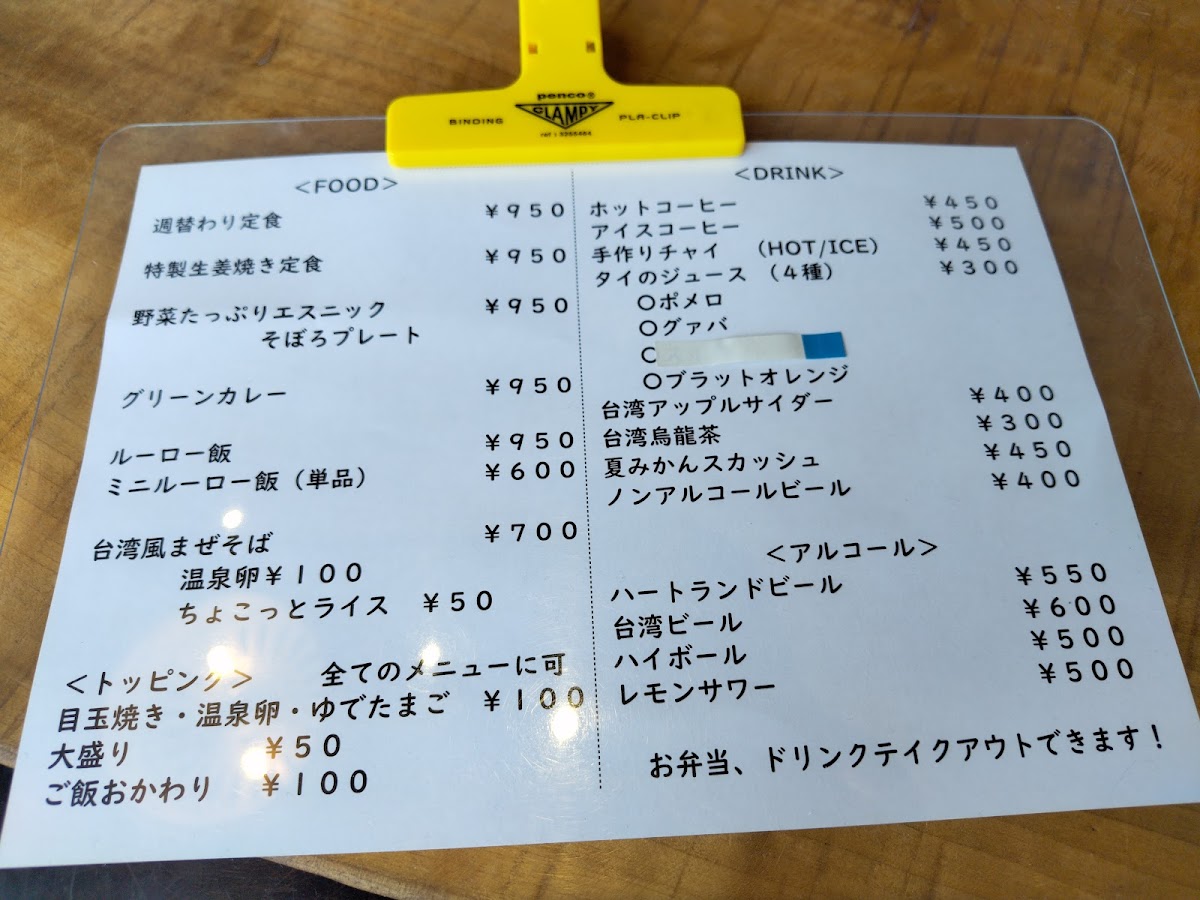 penco®
CLAMPY
BINDING
PLA-CLIP
＜FOOD＞
週替わり定食 ¥950
特製生姜焼き定食 ¥950
野菜たっぷりエスニック ¥950
そぼろプレート
グリーンカレー ¥950
ルーロー飯 ¥950
ミニルーロー飯（単品） ¥600
台湾風まぜそば ¥700
温泉卵¥100
ちょこっとライス ¥50
＜トッピング＞ 全てのメニューに可
目玉焼き・温泉卵・ゆでたまご ¥100
大盛り ¥50
ご飯おかわり ¥100
＜DRINK＞
ホットコーヒー ¥450
アイスコーヒー ¥500
手作りチャイ （HOT/ICE） ¥450
タイのジュース （4種） ¥300
○ポメロ
○グァバ
○ブラットオレンジ
台湾アップルサイダー ¥400
台湾烏龍茶 ¥300
夏みかんスカッシュ ¥450
ノンアルコールビール ¥400
＜アルコール＞
ハートランドビール ¥550
台湾ビール ¥600
ハイボール ¥500
レモンサワー ¥500
お弁当、ドリンクテイクアウトできます！